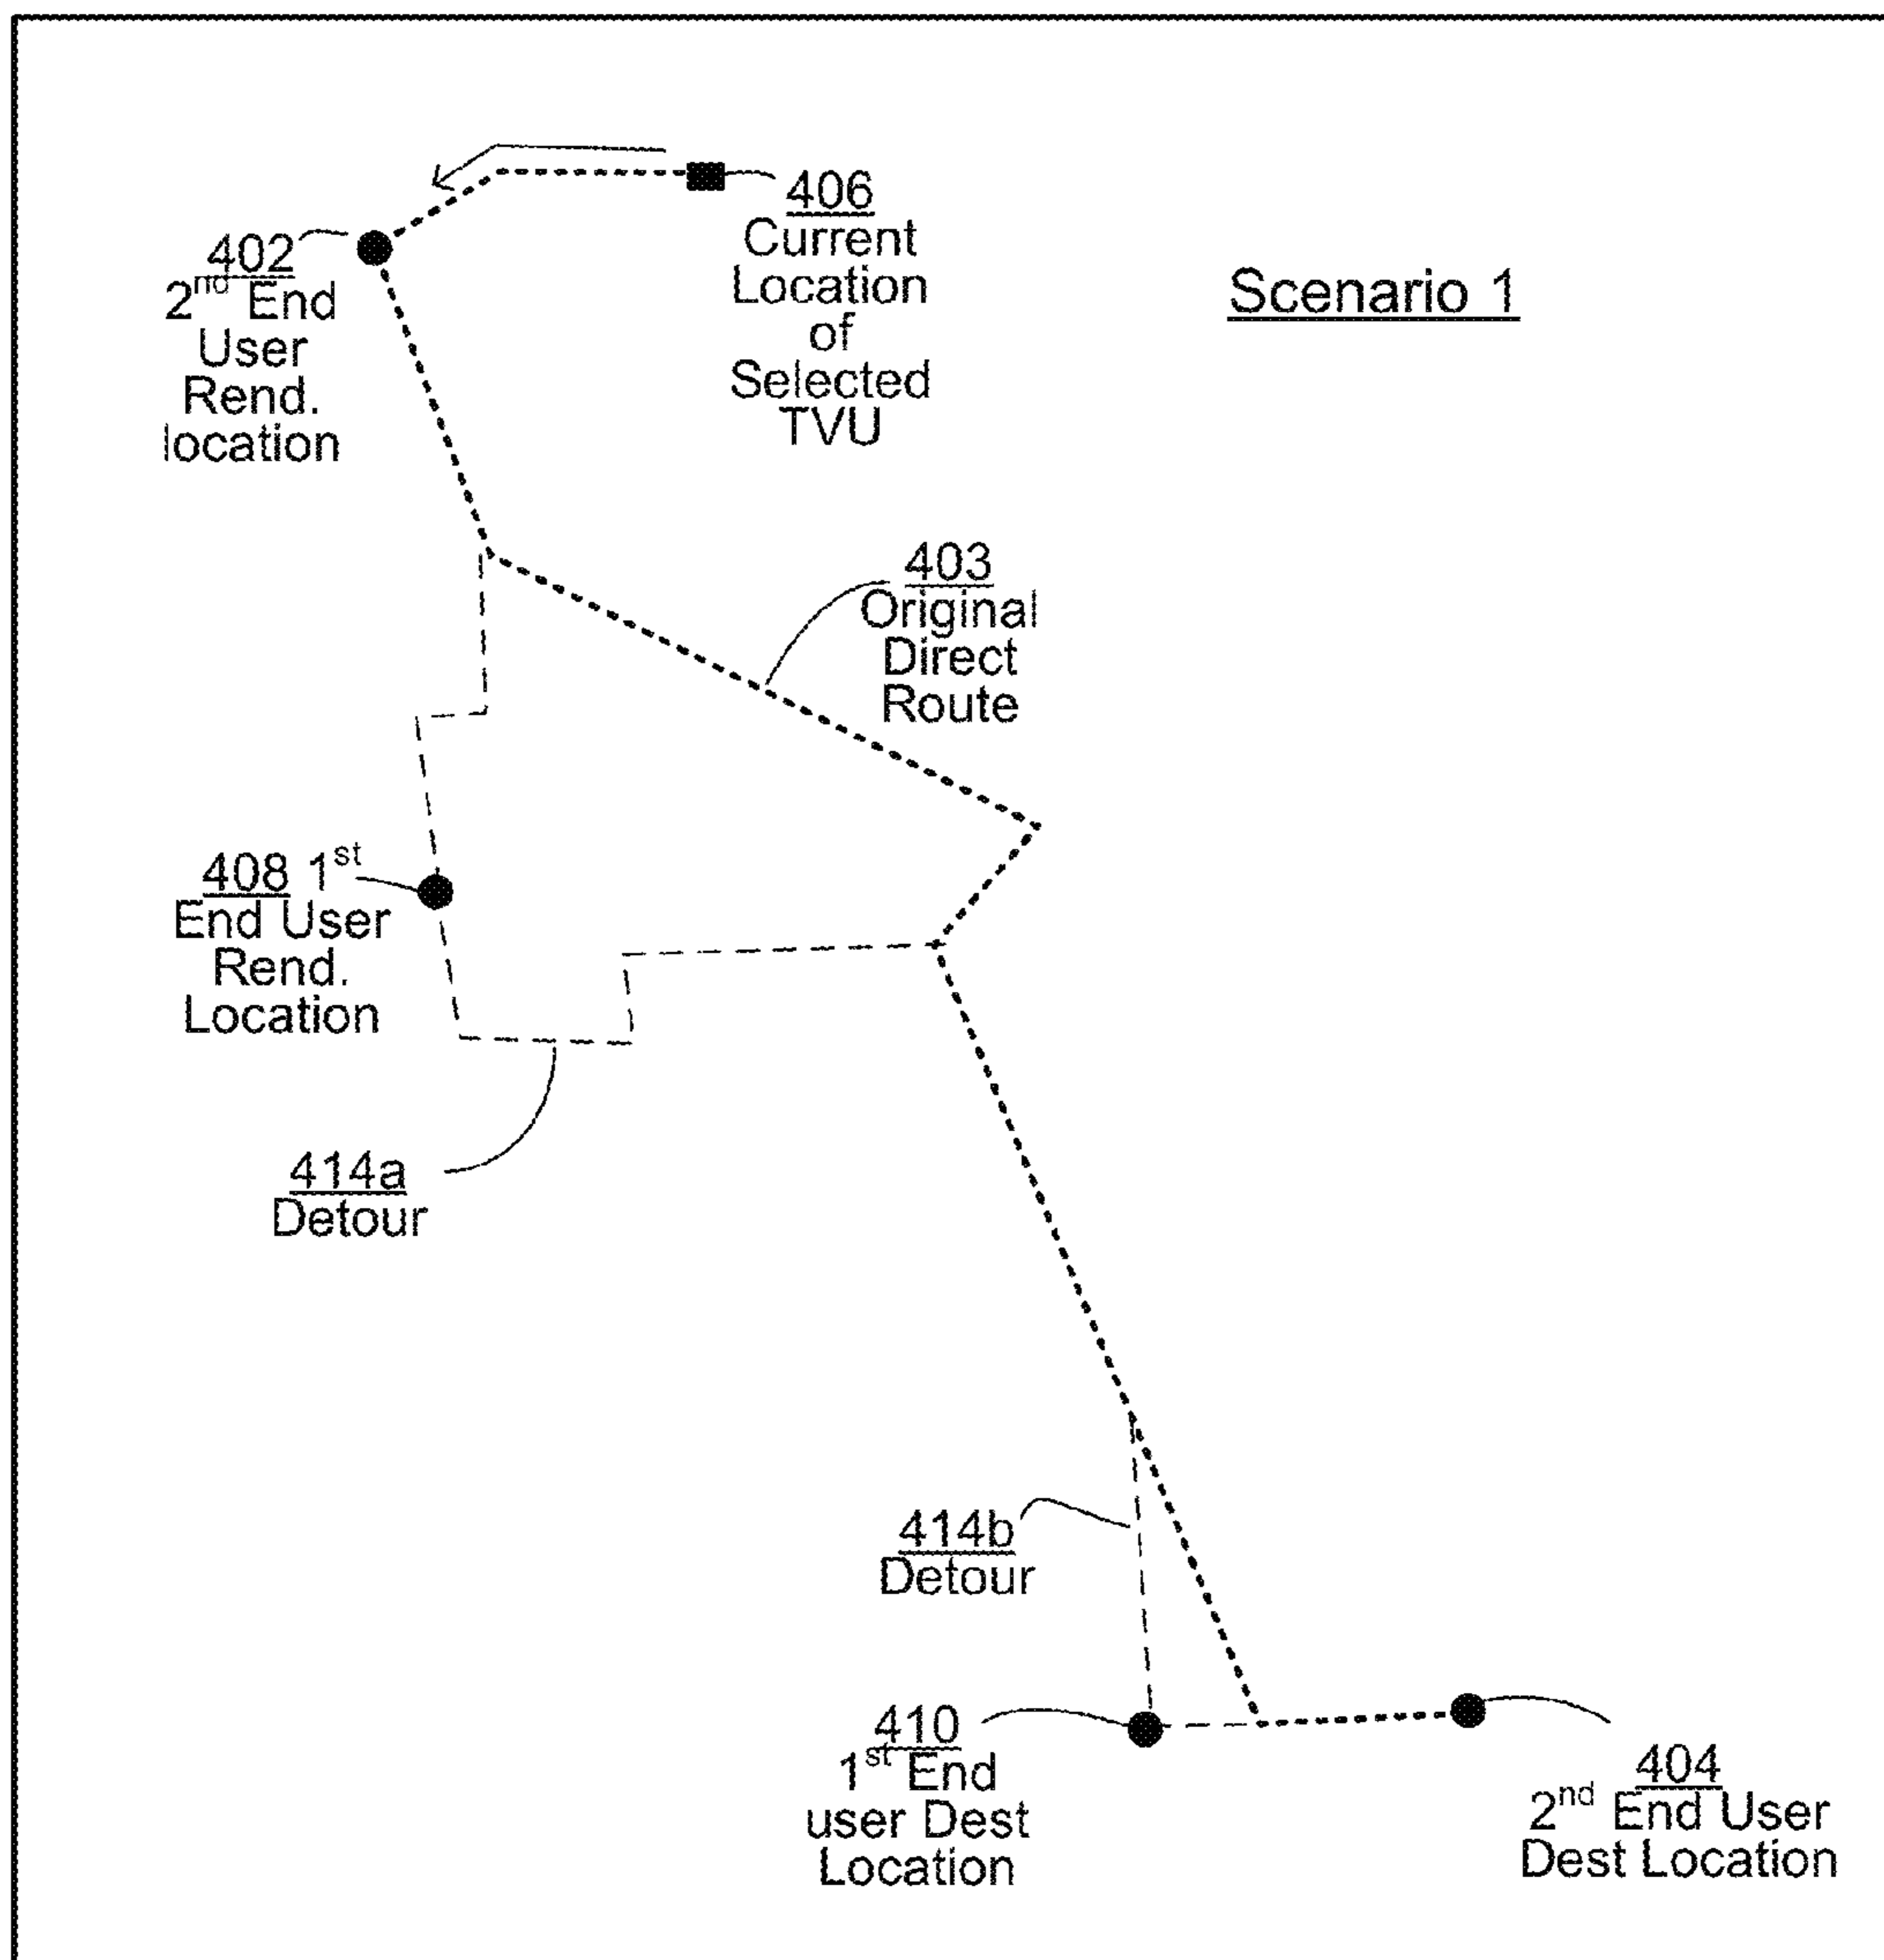 406
Current
Location
of
Selected
TVU
402
2nd End
User
Rend.
location
Scenario 1
403
Original
Direct
Route
408 1st
End User
Rend.
Location
414a
Detour
414b
Detour
410
1st End
user Dest
Location
404
2nd End User
Dest Location